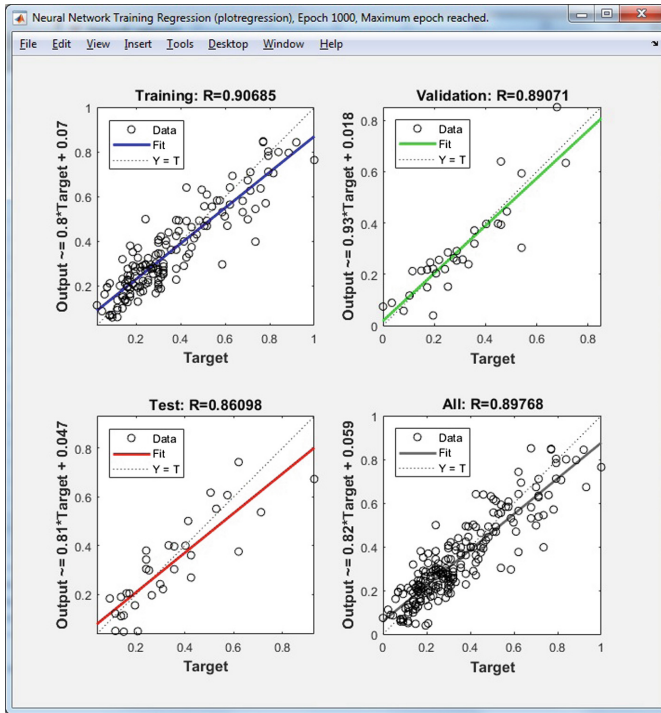 Neural Network Training Regression (plotregression), Epoch 1000, Maximum epoch reached.
File Edit View Insert Tools Desktop Window Help
Training: R=0.90685
Output ~= 0.8*Target + 0.07
1
0.8
0.6
0.4
0.2
Data
Fit
Y = T
0.2 0.4 0.6 0.8 1
Target
Validation: R=0.89071
Output ~= 0.93*Target + 0.018
0.8
0.6
0.4
0.2
0
Data
Fit
Y = T
0 0.2 0.4 0.6 0.8
Target
Test: R=0.86098
Output ~= 0.81*Target + 0.047
0.8
0.6
0.4
0.2
Data
Fit
Y = T
0.2 0.4 0.6 0.8
Target
All: R=0.89768
Output ~= 0.82*Target + 0.059
1
0.8
0.6
0.4
0.2
0
Data
Fit
Y = T
0 0.2 0.4 0.6 0.8 1
Target